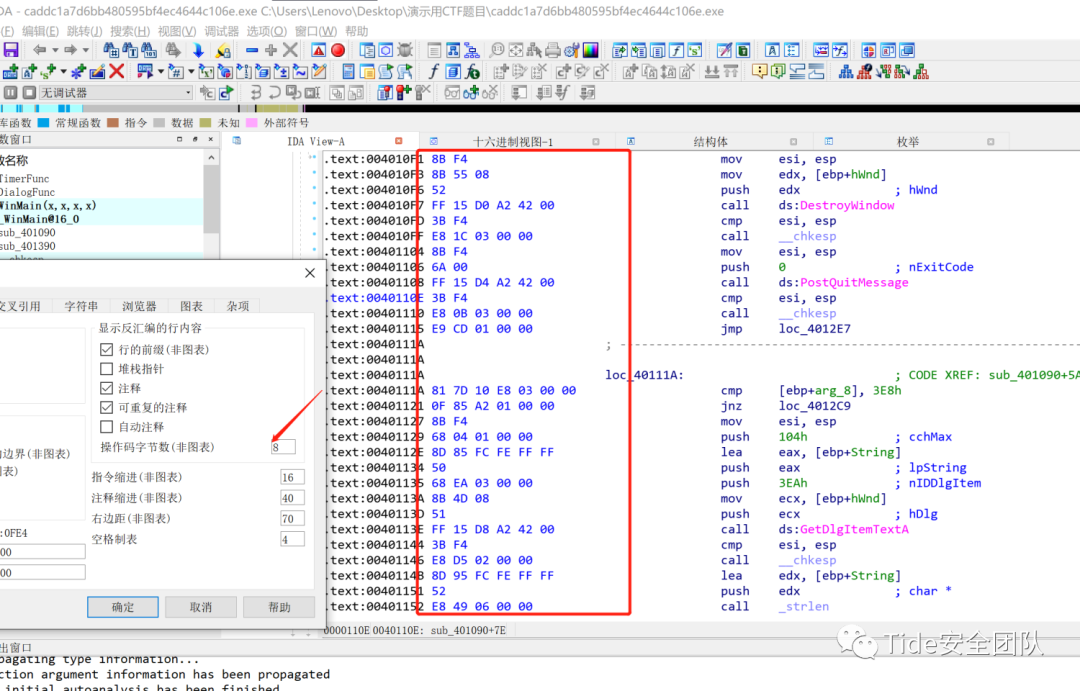 DA - caddc1a7d6bb480595bf4ec4644c106e.exe C:\Users\Lenovo\Desktop\演示用CTF题目\caddc1a7d6bb480595bf4ec4644c106e.exe
(F) 编辑(E) 跳转(J) 搜索(H) 视图(V) 调试器 选项(O) 窗口(W) 帮助
无调试器
库函数 常规函数 指令 数据 未知 外部符号
数窗口
IDA View-A 十六进制视图-1 结构体 枚举
数名称
TimerFunc
DialogFunc
WinMain(x,x,x,x)
_WinMain@16_0
sub_401090
sub_401390
__chkesp
.text:004010F1 8B F4 mov esi, esp
.text:004010F3 8B 55 08 mov edx, [ebp+hWnd]
.text:004010F6 52 push edx ; hWnd
.text:004010F7 FF 15 D0 A2 42 00 call ds:DestroyWindow
.text:004010FD 3B F4 cmp esi, esp
.text:004010FF E8 1C 03 00 00 call __chkesp
.text:00401104 8B F4 mov esi, esp
.text:00401106 6A 00 push 0 ; nExitCode
.text:00401108 FF 15 D4 A2 42 00 call ds:PostQuitMessage
.text:0040110E 3B F4 cmp esi, esp
.text:00401110 E8 0B 03 00 00 call __chkesp
.text:00401115 E9 CD 01 00 00 jmp loc_4012E7
.text:0040111A ; ---------------------------------------------
.text:0040111A
.text:0040111A loc_40111A: ; CODE XREF: sub_401090+5A
.text:0040111A 81 7D 10 E8 03 00 00 cmp [ebp+arg_8], 3E8h
.text:00401121 0F 85 A2 01 00 00 jnz loc_4012C9
.text:00401127 8B F4 mov esi, esp
.text:00401129 68 04 01 00 00 push 104h ; cchMax
.text:0040112E 8D 85 FC FE FF FF lea eax, [ebp+String]
.text:00401134 50 push eax ; lpString
.text:00401135 68 EA 03 00 00 push 3EAh ; nIDDlgItem
.text:0040113A 8B 4D 08 mov ecx, [ebp+hWnd]
.text:0040113D 51 push ecx ; hDlg
.text:0040113E FF 15 D8 A2 42 00 call ds:GetDlgItemTextA
.text:00401144 3B F4 cmp esi, esp
.text:00401146 E8 D5 02 00 00 call __chkesp
.text:0040114B 8D 95 FC FE FF FF lea edx, [ebp+String]
.text:00401151 52 push edx ; char *
.text:00401152 E8 49 06 00 00 call _strlen
0000110E 0040110E: sub_401090+7E
交叉引用 字符串 浏览器 图表 杂项
显示反汇编的行内容
行的前缀(非图表)
堆栈指针
注释
可重复的注释
自动注释
操作码字节数(非图表) 8
边界(非图表)
表)
指令缩进(非图表) 16
注释缩进(非图表) 40
右边距(非图表) 70
空格制表 4
:0FE4
00
00
确定 取消 帮助
出窗口
pagating type information...
ction argument information has been propagated
initial autoanalysis has been finished
Tide安全团队